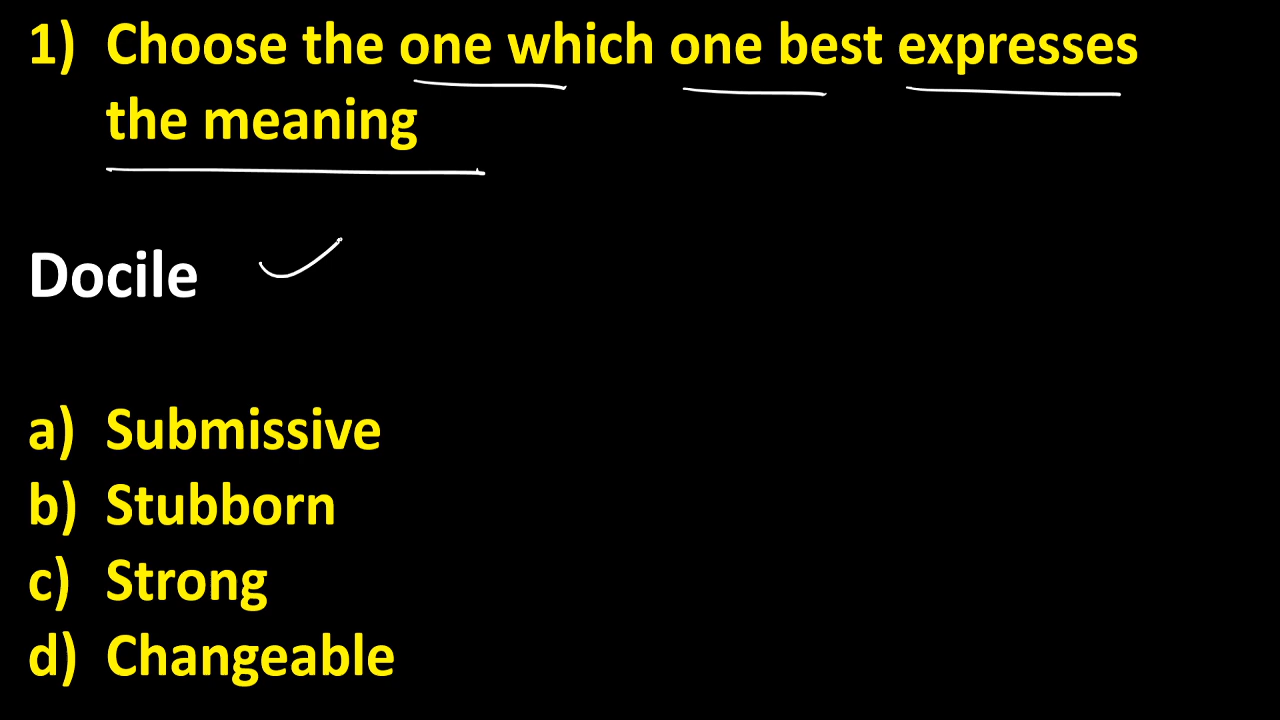 1) Choose the one which one best expresses
the meaning
Docile
a) Submissive
b) Stubborn
c) Strong
d) Changeable